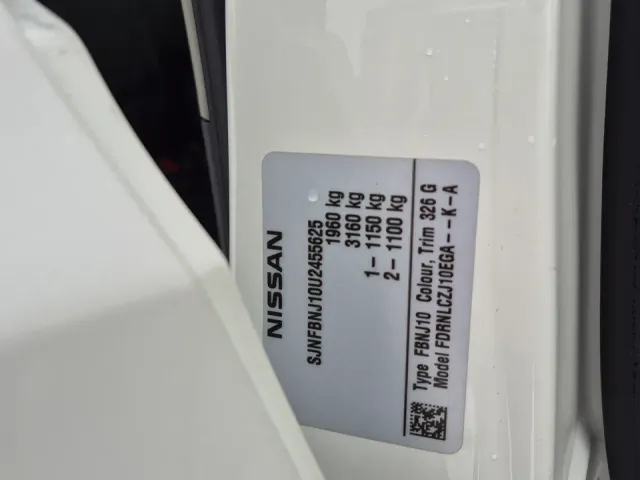 NISSAN
SJNFBNJ10U2455625
1960 kg
3160 kg
1 - 1150 kg
2 - 1100 kg
Type FBNJ10 Colour, Trim 326 G
Model FDRNLCZJ10EGA--K-A